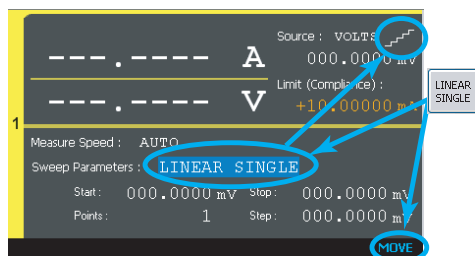 Source : VOLTS
---.---- A 000.0000 mV
Limit (Compliance) :
---.---- V +10.00000 mA
1
LINEAR SINGLE
Measure Speed : AUTO
Sweep Parameters : LINEAR SINGLE
Start : 000.0000 mV Stop : 000.0000 mV
Points : 1 Step : 000.0000 mV
MOVE